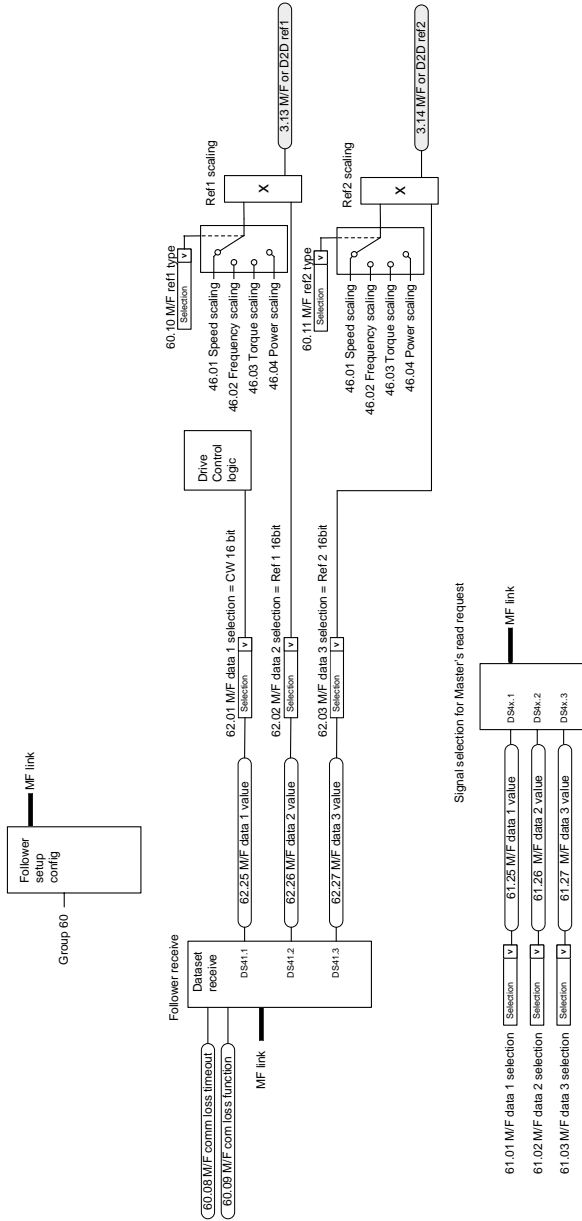 Group 60
Follower
setup
config
MF link
Follower receive
60.08 M/F comm loss timeout
60.09 M/F com loss function
Dataset
receive
DS41.1
DS41.2
DS41.3
MF link
62.25 M/F data 1 value
62.26 M/F data 2 value
62.27 M/F data 3 value
62.01 M/F data 1 selection = CW 16 bit
Selection
v
62.02 M/F data 2 selection = Ref 1 16bit
Selection
v
62.03 M/F data 3 selection = Ref 2 16bit
Selection
v
Drive
Control
logic
60.10 M/F ref1 type
Selection
v
46.01 Speed scaling
46.02 Frequency scaling
46.03 Torque scaling
46.04 Power scaling
Ref1 scaling
X
3.13 M/F or D2D ref1
60.11 M/F ref2 type
Selection
v
46.01 Speed scaling
46.02 Frequency scaling
46.03 Torque scaling
46.04 Power scaling
Ref2 scaling
X
3.14 M/F or D2D ref2
Signal selection for Master's read request
61.01 M/F data 1 selection
Selection
v
61.25 M/F data 1 value
DS4x.1
61.02 M/F data 2 selection
Selection
v
61.26 M/F data 2 value
DS4x.2
61.03 M/F data 3 selection
Selection
v
61.27 M/F data 3 value
DS4x.3
MF link